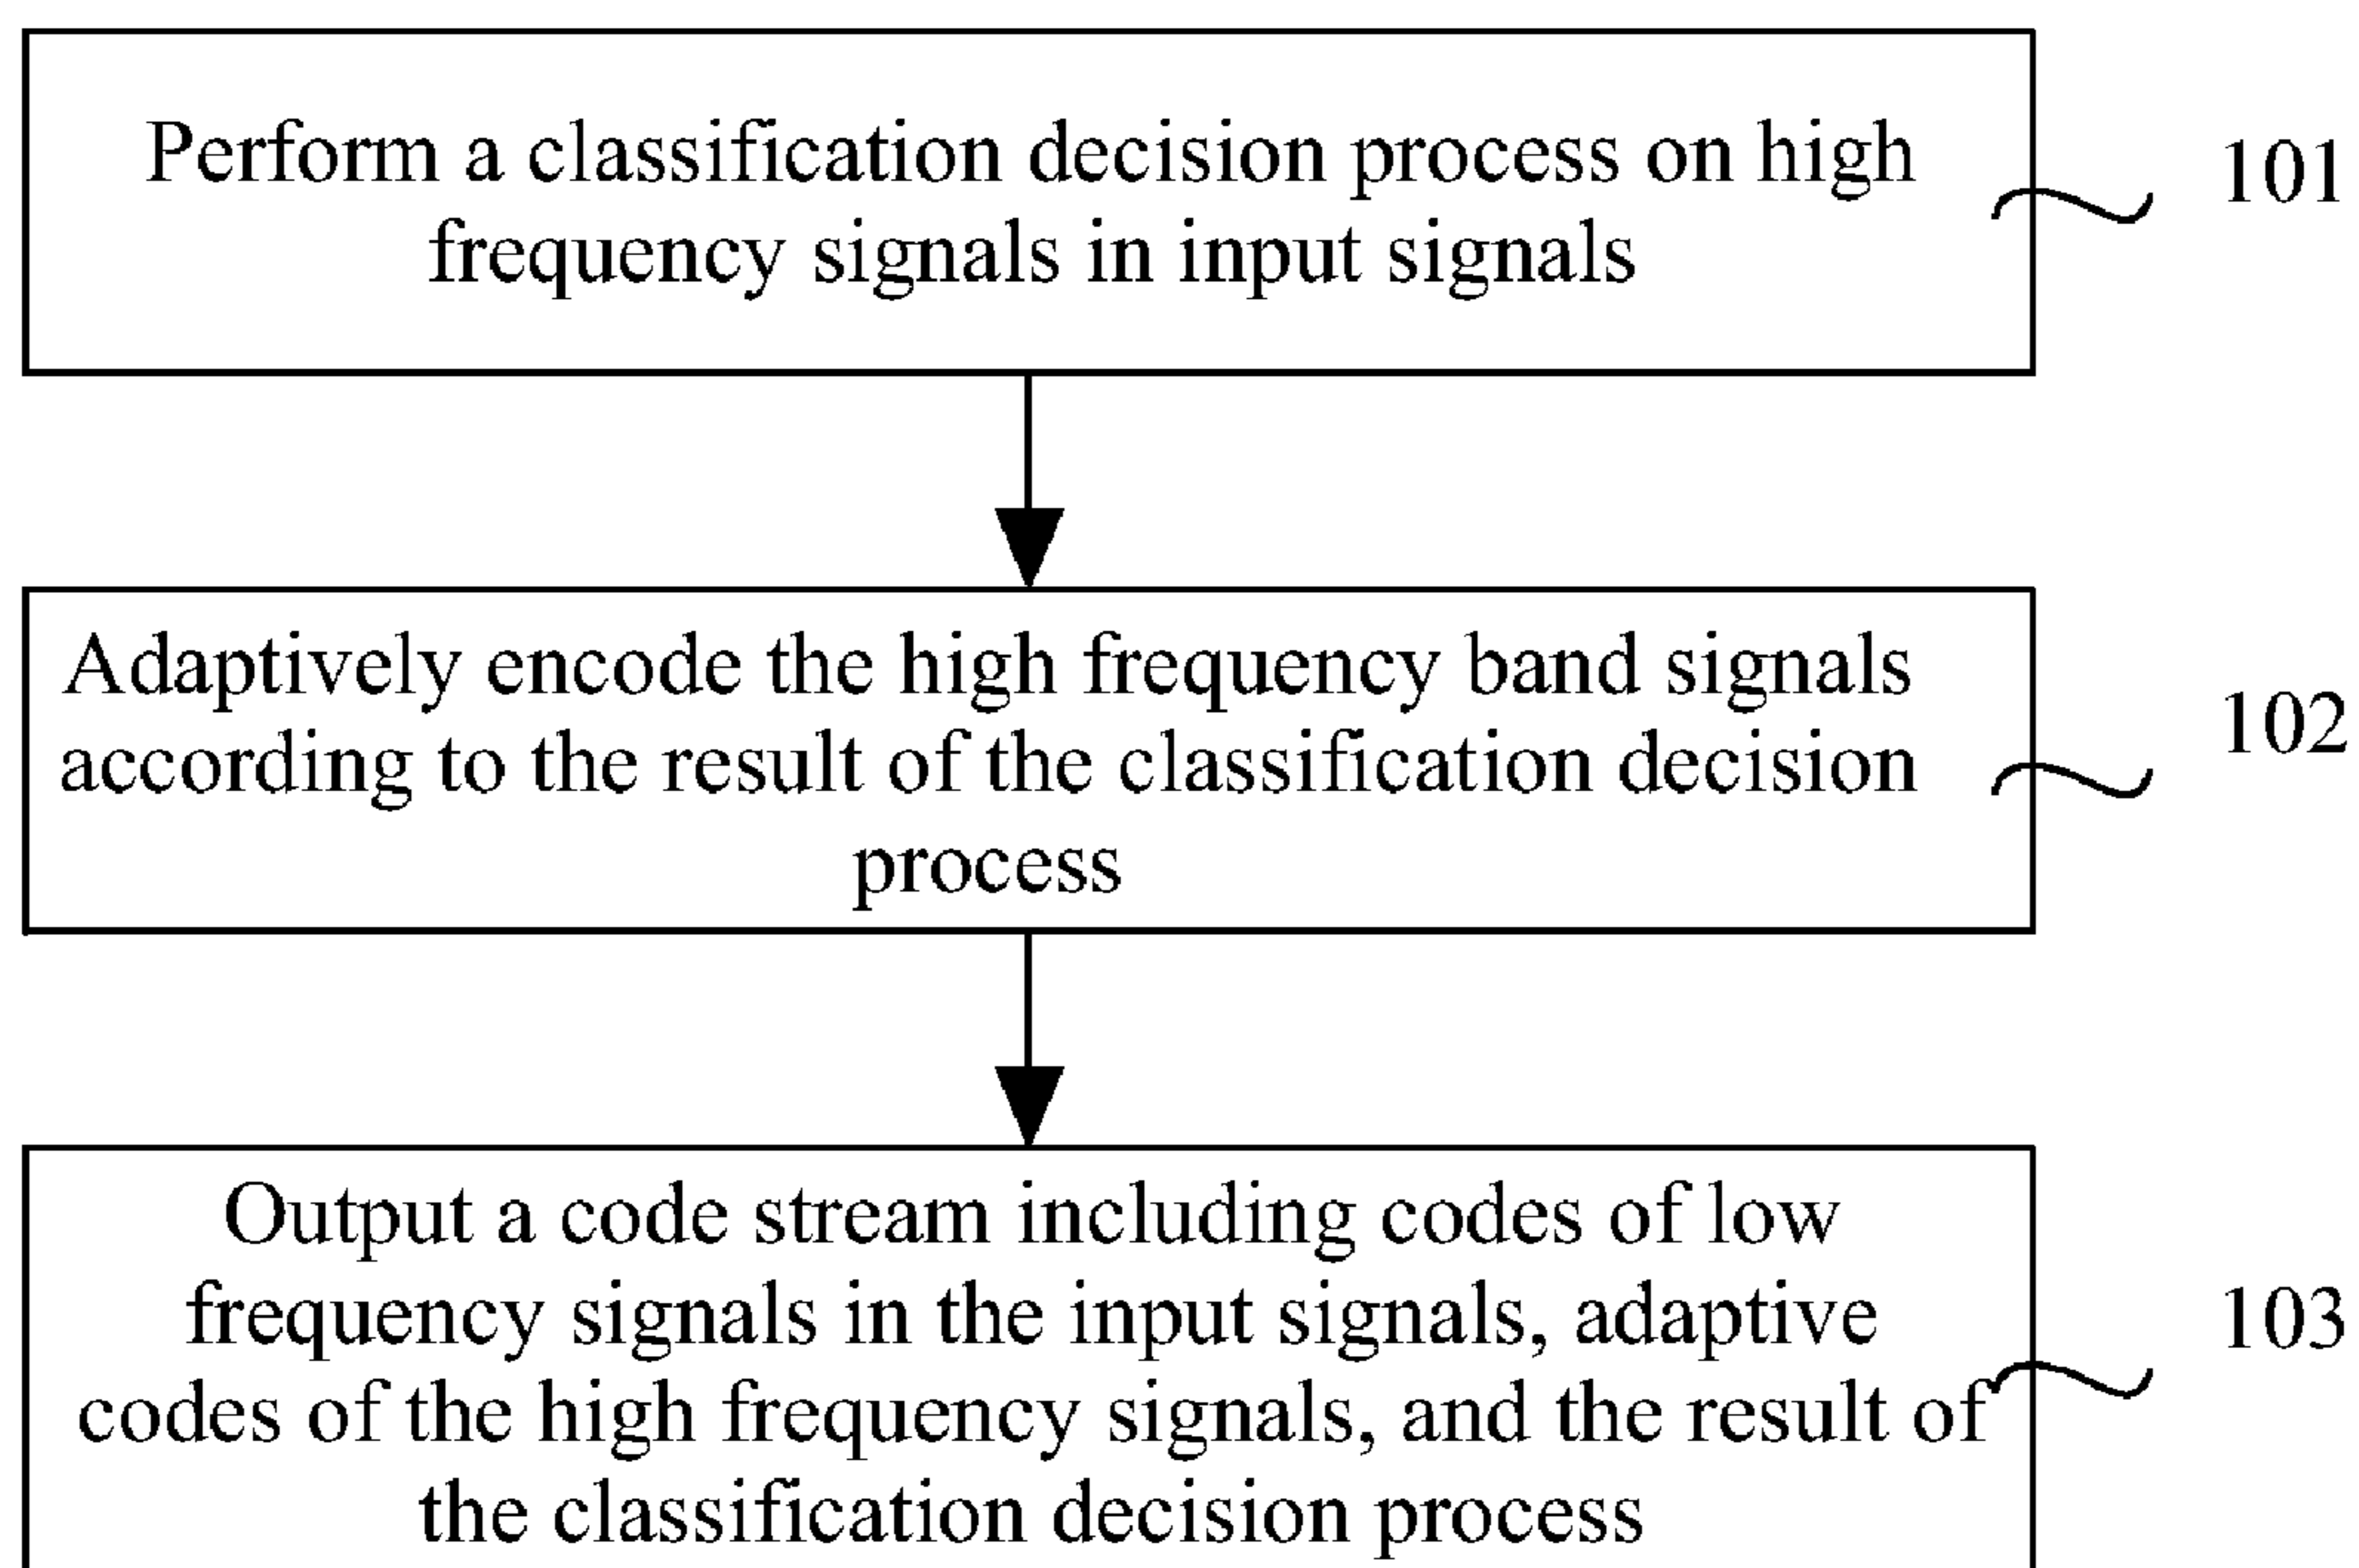 Perform a classification decision process on high
frequency signals in input signals
101
Adaptively encode the high frequency band signals
according to the result of the classification decision
process
102
Output a code stream including codes of low
frequency signals in the input signals, adaptive
codes of the high frequency signals, and the result of
the classification decision process
103